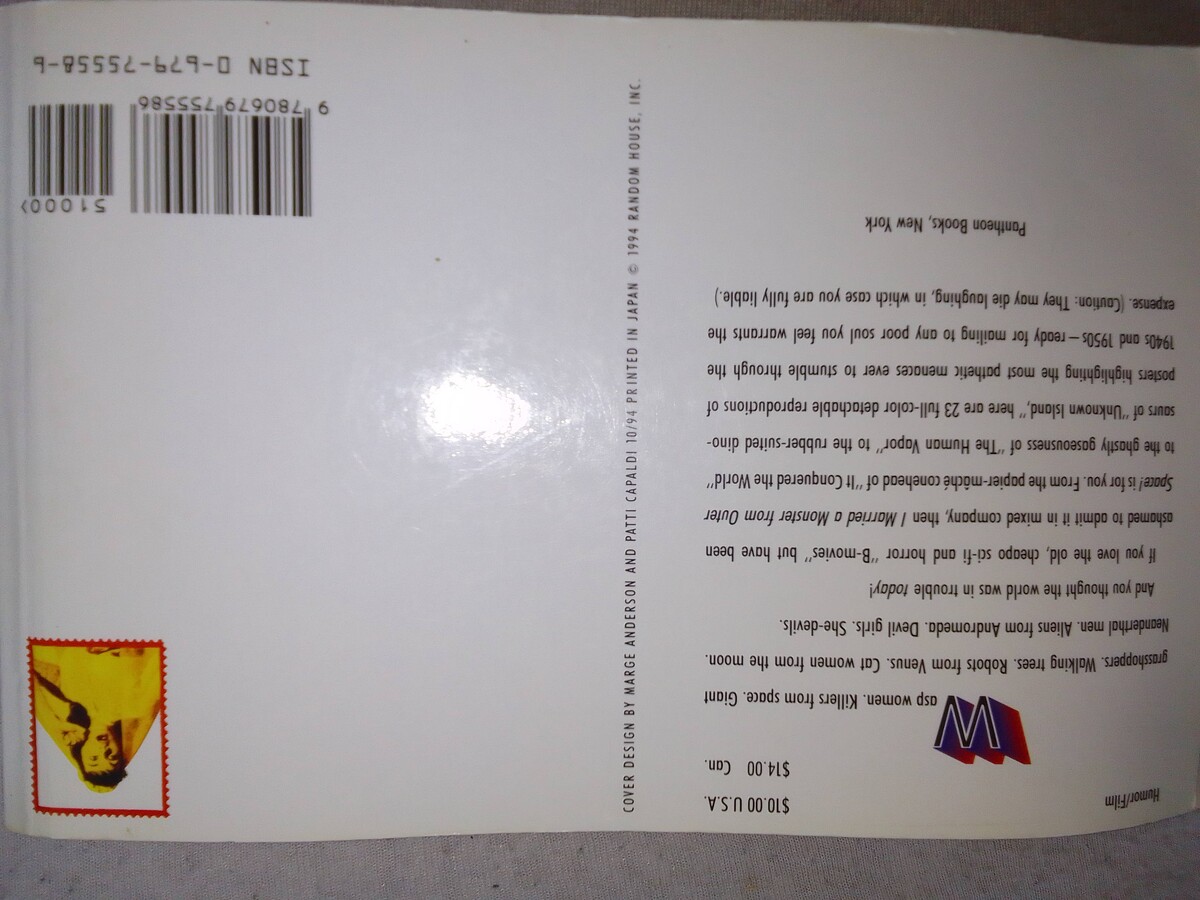 Humor/Film
$10.00 U.S.A.
$14.00 Can.
Wasp women. Killers from space. Giant
grasshoppers. Walking trees. Robots from Venus. Cat women from the moon.
Neanderthal men. Aliens from Andromeda. Devil girls. She-devils.
And you thought the world was in trouble today!
If you love the old, cheapo sci-fi and horror "B-movies" but have been
ashamed to admit it in mixed company, then I Married a Monster from Outer
Space! is for you. From the papier-mâché conehead of "It Conquered the World"
to the ghastly gaseousness of "The Human Vapor" to the rubber-suited dino-
saurs of "Unknown Island," here are 23 full-color detachable reproductions of
posters highlighting the most pathetic menaces ever to stumble through the
1940s and 1950s—ready for mailing to any poor soul you feel warrants the
expense. (Caution: They may die laughing, in which case you are fully liable.)
Pantheon Books, New York
COVER DESIGN BY MARGE ANDERSON AND PATTI CAPALDI 10/94 PRINTED IN JAPAN © 1994 RANDOM HOUSE, INC.
51000>
9 780679 755586
ISBN 0-679-75558-6